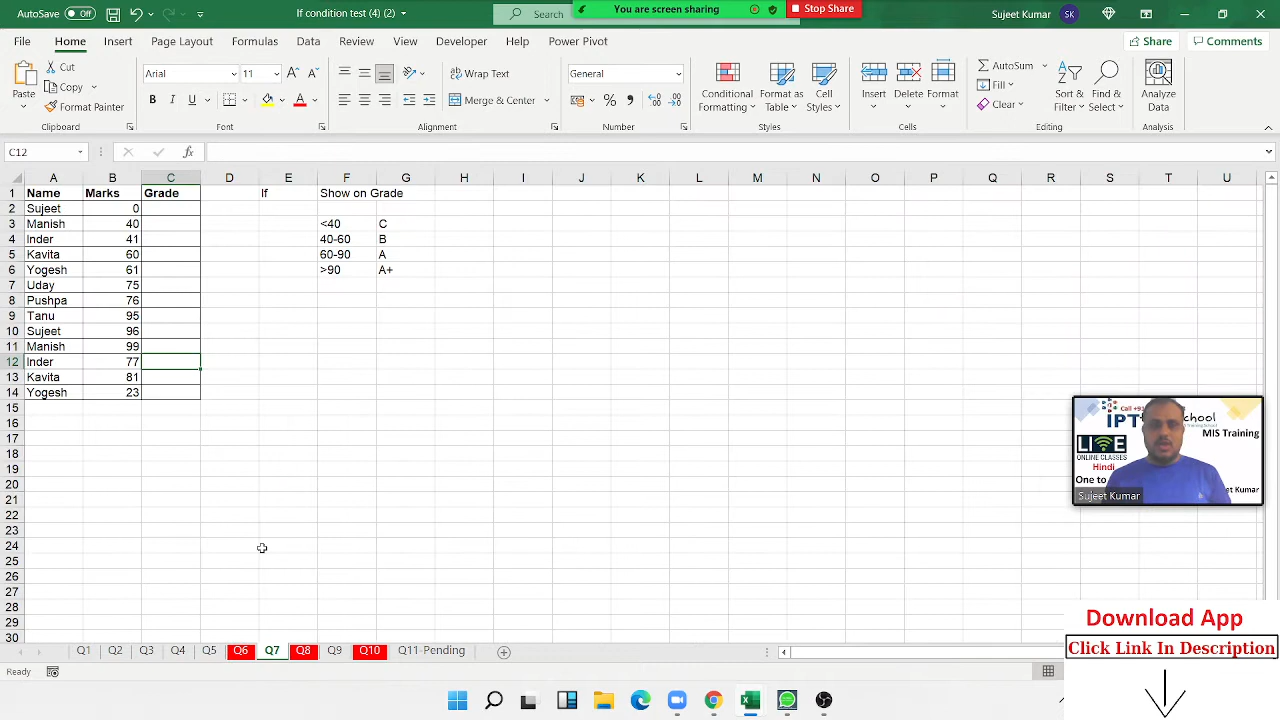 AutoSave Off If condition test (4) (2) Search You are screen sharing Stop Share Sujeet Kumar SK
File Home Insert Page Layout Formulas Data Review View Developer Help Power Pivot Share Comments
Paste Cut Copy Format Painter Clipboard
Arial 11 B I U A Font
Wrap Text Merge & Center Alignment
General % Number
Conditional Formatting Format as Table Cell Styles Styles
Insert Delete Format Cells
AutoSum Fill Clear Sort & Filter Find & Select Editing
Analyze Data Analysis
C12 fx
A B C D E F G H I J K L M N O P Q R S T U
1 Name Marks Grade If Show on Grade
2 Sujeet 0
3 Manish 40 <40 C
4 Inder 41 40-60 B
5 Kavita 60 60-90 A
6 Yogesh 61 >90 A+
7 Uday 75
8 Pushpa 76
9 Tanu 95
10 Sujeet 96
11 Manish 99
12 Inder 77
13 Kavita 81
14 Yogesh 23
15
16
17
18
19
20
21
22
23
24
25
26
27
28
29
30
IPT School
MIS Training
LIVE
ONLINE CLASSES
Hindi
One to
Sujeet Kumar
Download App
Click Link In Description
Q1 Q2 Q3 Q4 Q5 Q6 Q7 Q8 Q9 Q10 Q11-Pending
Ready